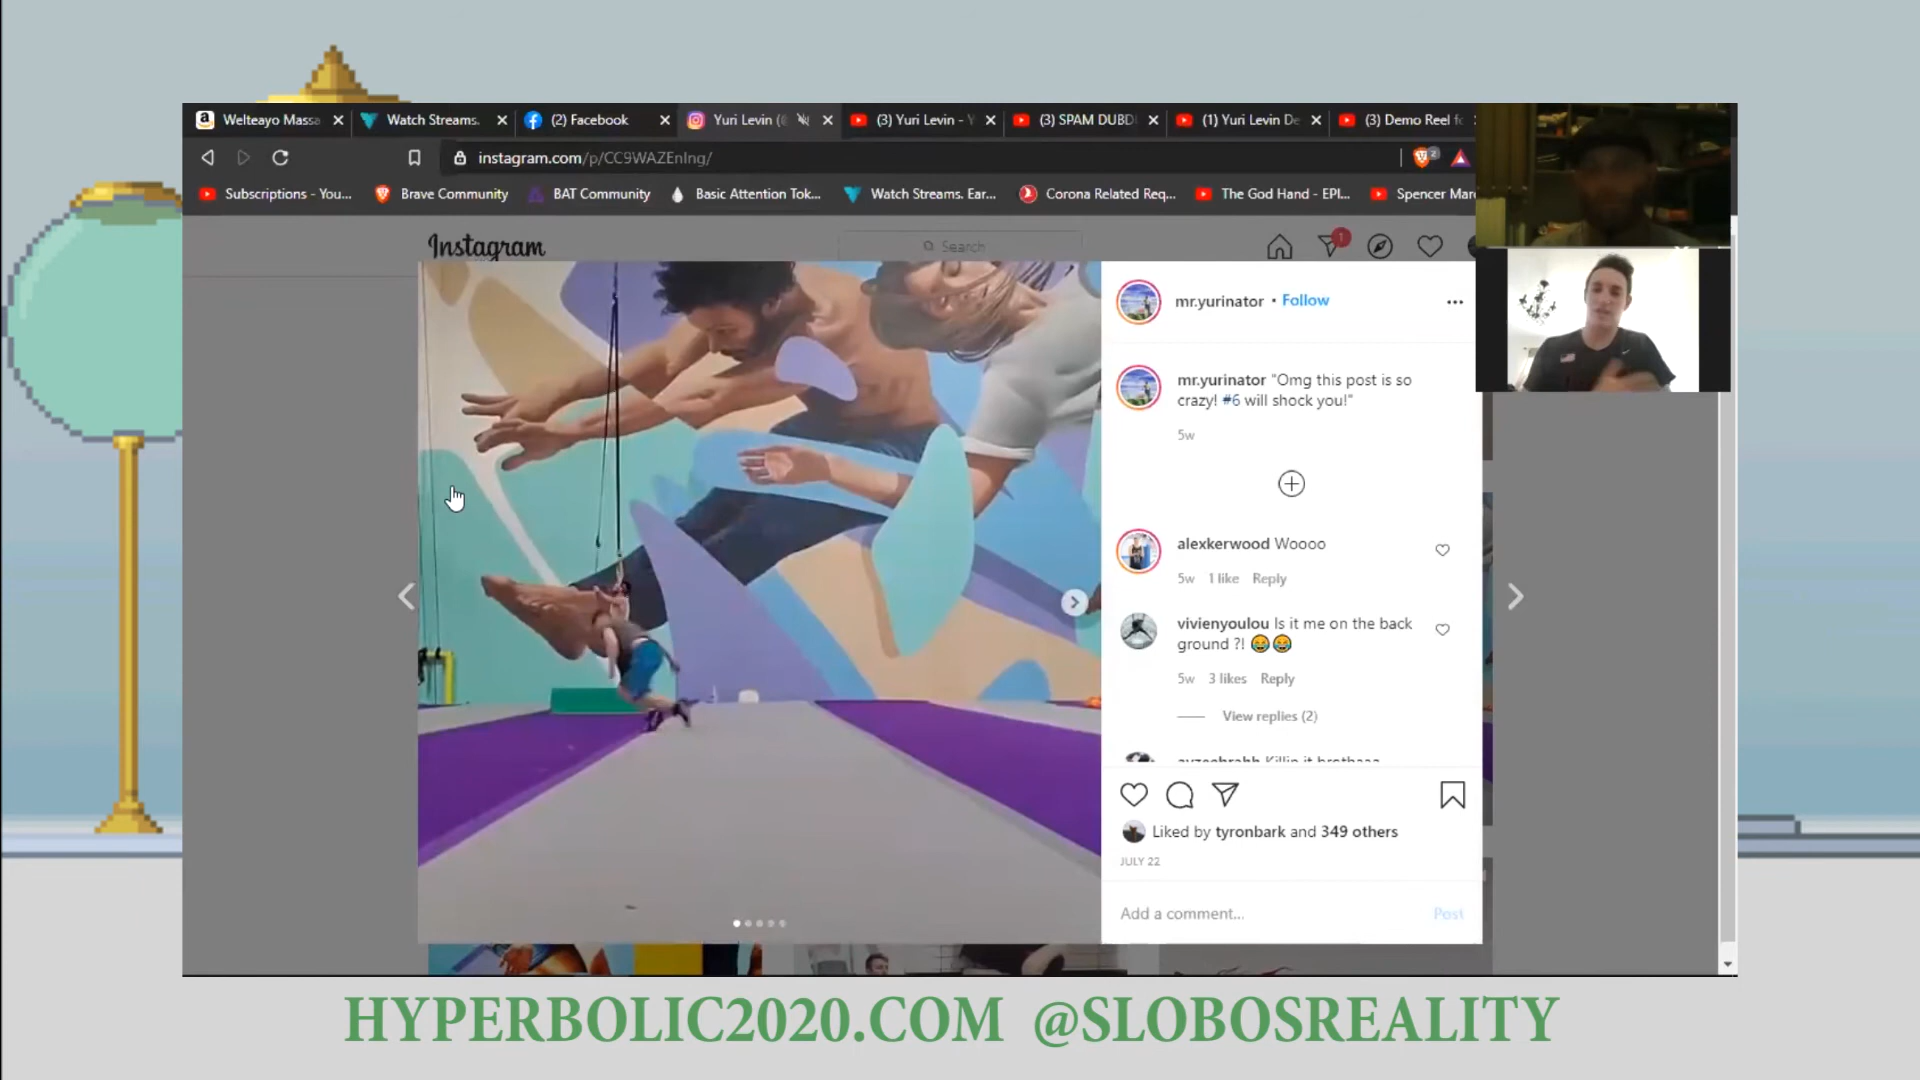 Welteayo Massa
Watch Streams.
(2) Facebook
Yuri Levin (
(3) Yuri Levin - Y
(3) SPAM DUBD
(1) Yuri Levin De
(3) Demo Reel fo
instagram.com/p/CC9WAZEnlng/
2
Subscriptions - You...
Brave Community
BAT Community
Basic Attention Tok...
Watch Streams. Ear...
Corona Related Req...
The God Hand - EPI...
Spencer Mar
Instagram
Search
1
mr.yurinator • Follow
mr.yurinator "Omg this post is so
crazy! #6 will shock you!"
5w
alexkerwood Woooo
5w 1 like Reply
vivienyoulou Is it me on the back
ground ?! 😂😂
5w 3 likes Reply
View replies (2)
Liked by tyronbark and 349 others
JULY 22
Add a comment...
Post
HYPERBOLIC2020.COM @SLOBOSREALITY